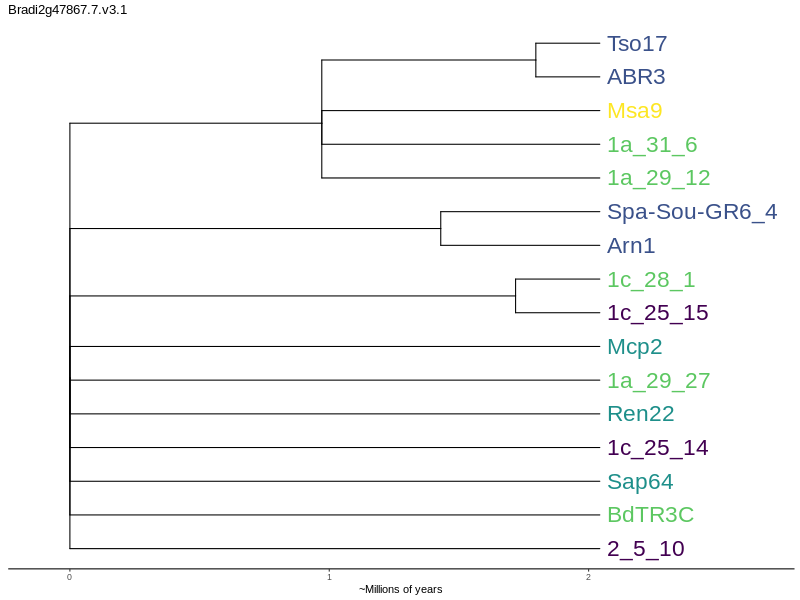 Bradi2g47867.7.v3.1
Tso17
ABR3
Msa9
1a_31_6
1a_29_12
Spa-Sou-GR6_4
Arn1
1c_28_1
1c_25_15
Mcp2
1a_29_27
Ren22
1c_25_14
Sap64
BdTR3C
2_5_10
0 1 2
~Millions of years